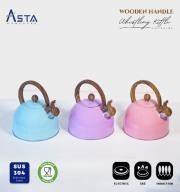 ASTA
WOODEN HANDLE
Whistling Kettle
SUS
304
ELECTRIC
GAS
INDUCTION